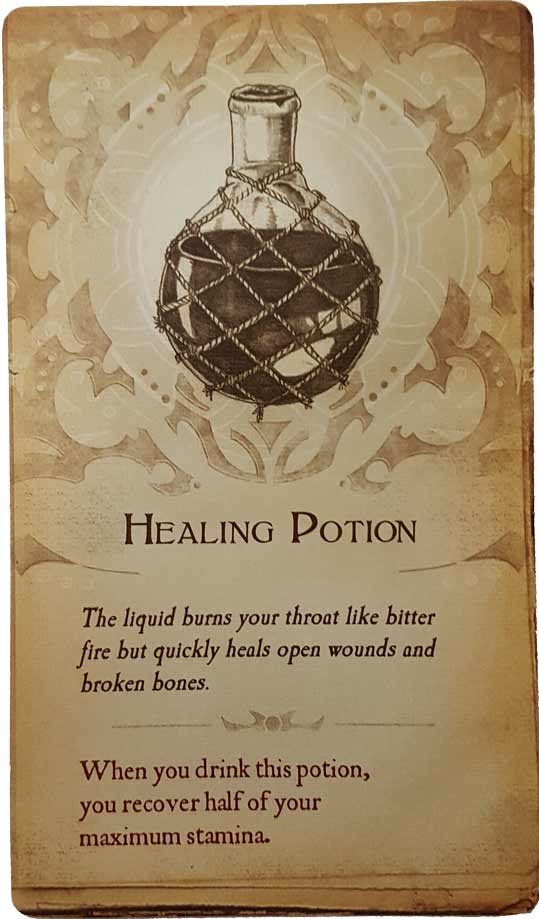 Healing Potion
The liquid burns your throat like bitter
fire but quickly heals open wounds and
broken bones.
When you drink this potion,
you recover half of your
maximum stamina.